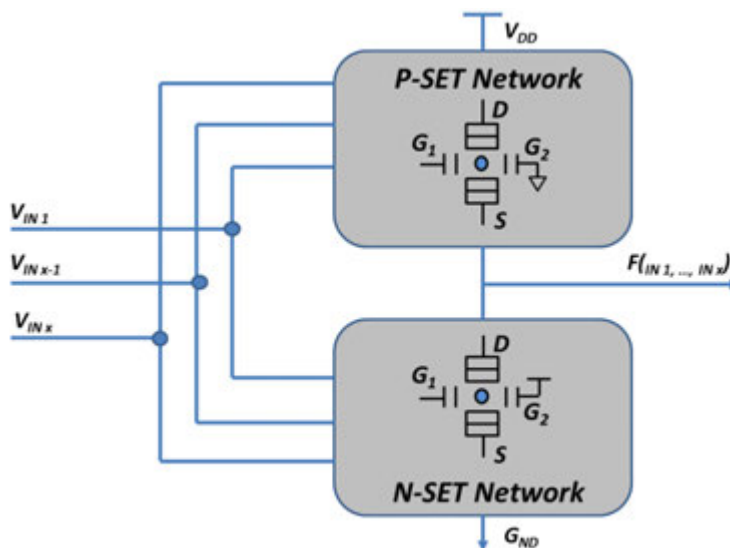 V_DD
P-SET Network
D
G_1 G_2
S
V_IN 1
V_IN x-1
F(_IN 1, ..., IN x)
V_IN x
D
G_1
G_2
S
N-SET Network
G_ND